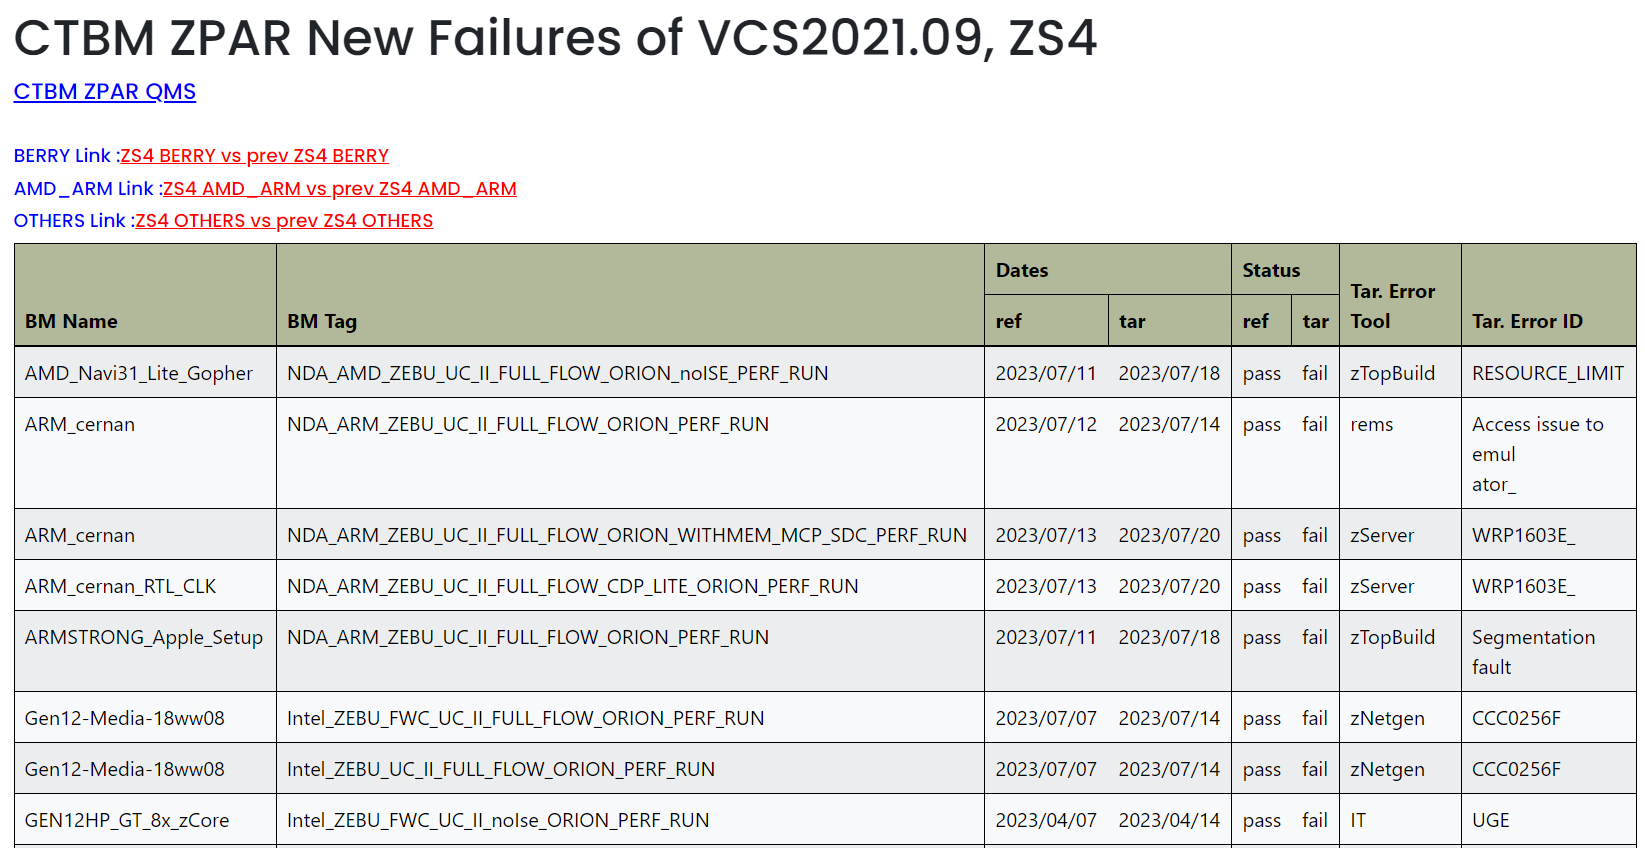 CTBM ZPAR New Failures of VCS2021.09, ZS4
CTBM ZPAR QMS
BERRY Link :ZS4 BERRY vs prev ZS4 BERRY
AMD_ARM Link :ZS4 AMD_ARM vs prev ZS4 AMD_ARM
OTHERS Link :ZS4 OTHERS vs prev ZS4 OTHERS
Dates Status
Tar. Error
BM Name BM Tag ref tar ref tar Tool Tar. Error ID
AMD_Navi31_Lite_Gopher NDA_AMD_ZEBU_UC_II_FULL_FLOW_ORION_noISE_PERF_RUN 2023/07/11 2023/07/18 pass fail zTopBuild RESOURCE_LIMIT
ARM_cernan NDA_ARM_ZEBU_UC_II_FULL_FLOW_ORION_PERF_RUN 2023/07/12 2023/07/14 pass fail rems Access issue to
emul
ator_
ARM_cernan NDA_ARM_ZEBU_UC_II_FULL_FLOW_ORION_WITHMEM_MCP_SDC_PERF_RUN 2023/07/13 2023/07/20 pass fail zServer WRP1603E_
ARM_cernan_RTL_CLK NDA_ARM_ZEBU_UC_II_FULL_FLOW_CDP_LITE_ORION_PERF_RUN 2023/07/13 2023/07/20 pass fail zServer WRP1603E_
ARMSTRONG_Apple_Setup NDA_ARM_ZEBU_UC_II_FULL_FLOW_ORION_PERF_RUN 2023/07/11 2023/07/18 pass fail zTopBuild Segmentation
fault
Gen12-Media-18ww08 Intel_ZEBU_FWC_UC_II_FULL_FLOW_ORION_PERF_RUN 2023/07/07 2023/07/14 pass fail zNetgen CCC0256F
Gen12-Media-18ww08 Intel_ZEBU_UC_II_FULL_FLOW_ORION_PERF_RUN 2023/07/07 2023/07/14 pass fail zNetgen CCC0256F
GEN12HP_GT_8x_zCore Intel_ZEBU_FWC_UC_II_noIse_ORION_PERF_RUN 2023/04/07 2023/04/14 pass fail IT UGE